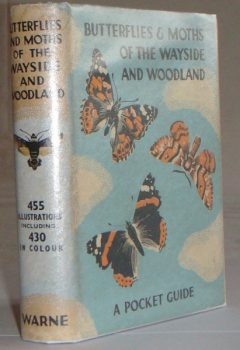 BUTTERFLIES
AND MOTHS
OF THE
WAYSIDE
AND
WOODLAND
455
ILLUSTRATIONS
INCLUDING
430
IN COLOUR
WARNE
BUTTERFLIES & MOTHS
OF THE WAYSIDE
AND WOODLAND
A POCKET GUIDE